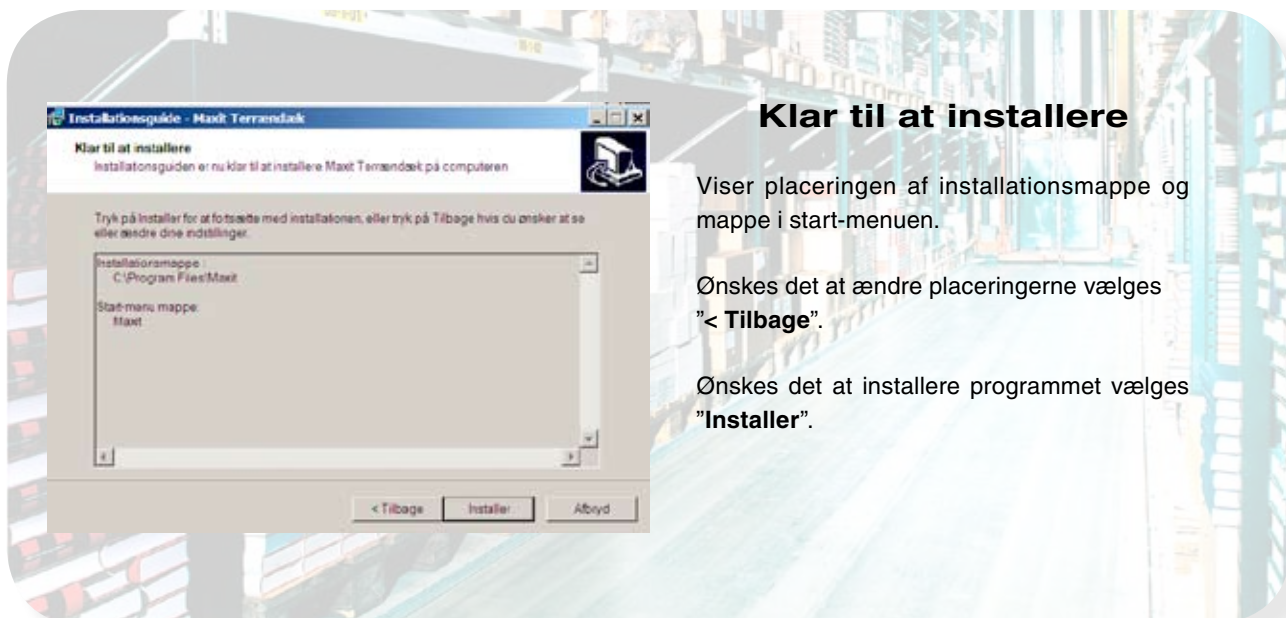 Installationsguide - Maxit Terrændæk
Klar til at installere
Installationsguiden er nu klar til at installere Maxit Terrændæk på computeren
Tryk på Installer for at fortsætte med installationen, eller tryk på Tilbage hvis du ønsker at se
eller ændre dine indstillinger.
Installationsmappe :
C:\Program Files\Maxit
Start-menu mappe:
Maxit
< Tilbage
Installer
Afbryd
Klar til at installere
Viser placeringen af installationsmappe og
mappe i start-menuen.
Ønskes det at ændre placeringerne vælges
”< Tilbage”.
Ønskes det at installere programmet vælges
”Installer”.